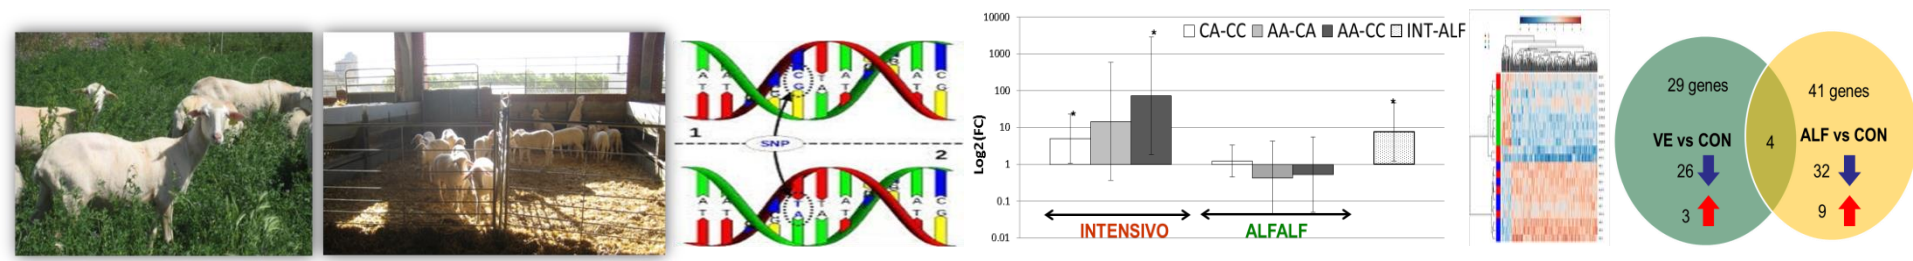 C
G
SNP
1
2
T
A
10000
1000
100
10
1
0.1
0.01
Log2(FC)
CA-CC AA-CA AA-CC INT-ALF
* * *
INTENSIVO
ALFALF
29 genes
VE vs CON
26
3
4
41 genes
ALF vs CON
32
9